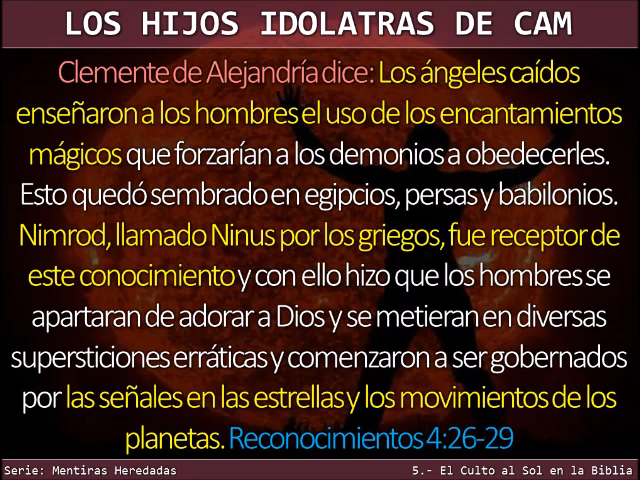 LOS HIJOS IDOLATRAS DE CAM
Clemente de Alejandría dice: Los ángeles caídos
enseñaron a los hombres el uso de los encantamientos
mágicos que forzarían a los demonios a obedecerles.
Esto quedó sembrado en egipcios, persas y babilonios.
Nimrod, llamado Ninus por los griegos, fue receptor de
este conocimiento y con ello hizo que los hombres se
apartaran de adorar a Dios y se metieran en diversas
supersticiones erráticas y comenzaron a ser gobernados
por las señales en las estrellas y los movimientos de los
planetas. Reconocimientos 4:26-29
Serie: Mentiras Heredadas
5.- El Culto al Sol en la Biblia